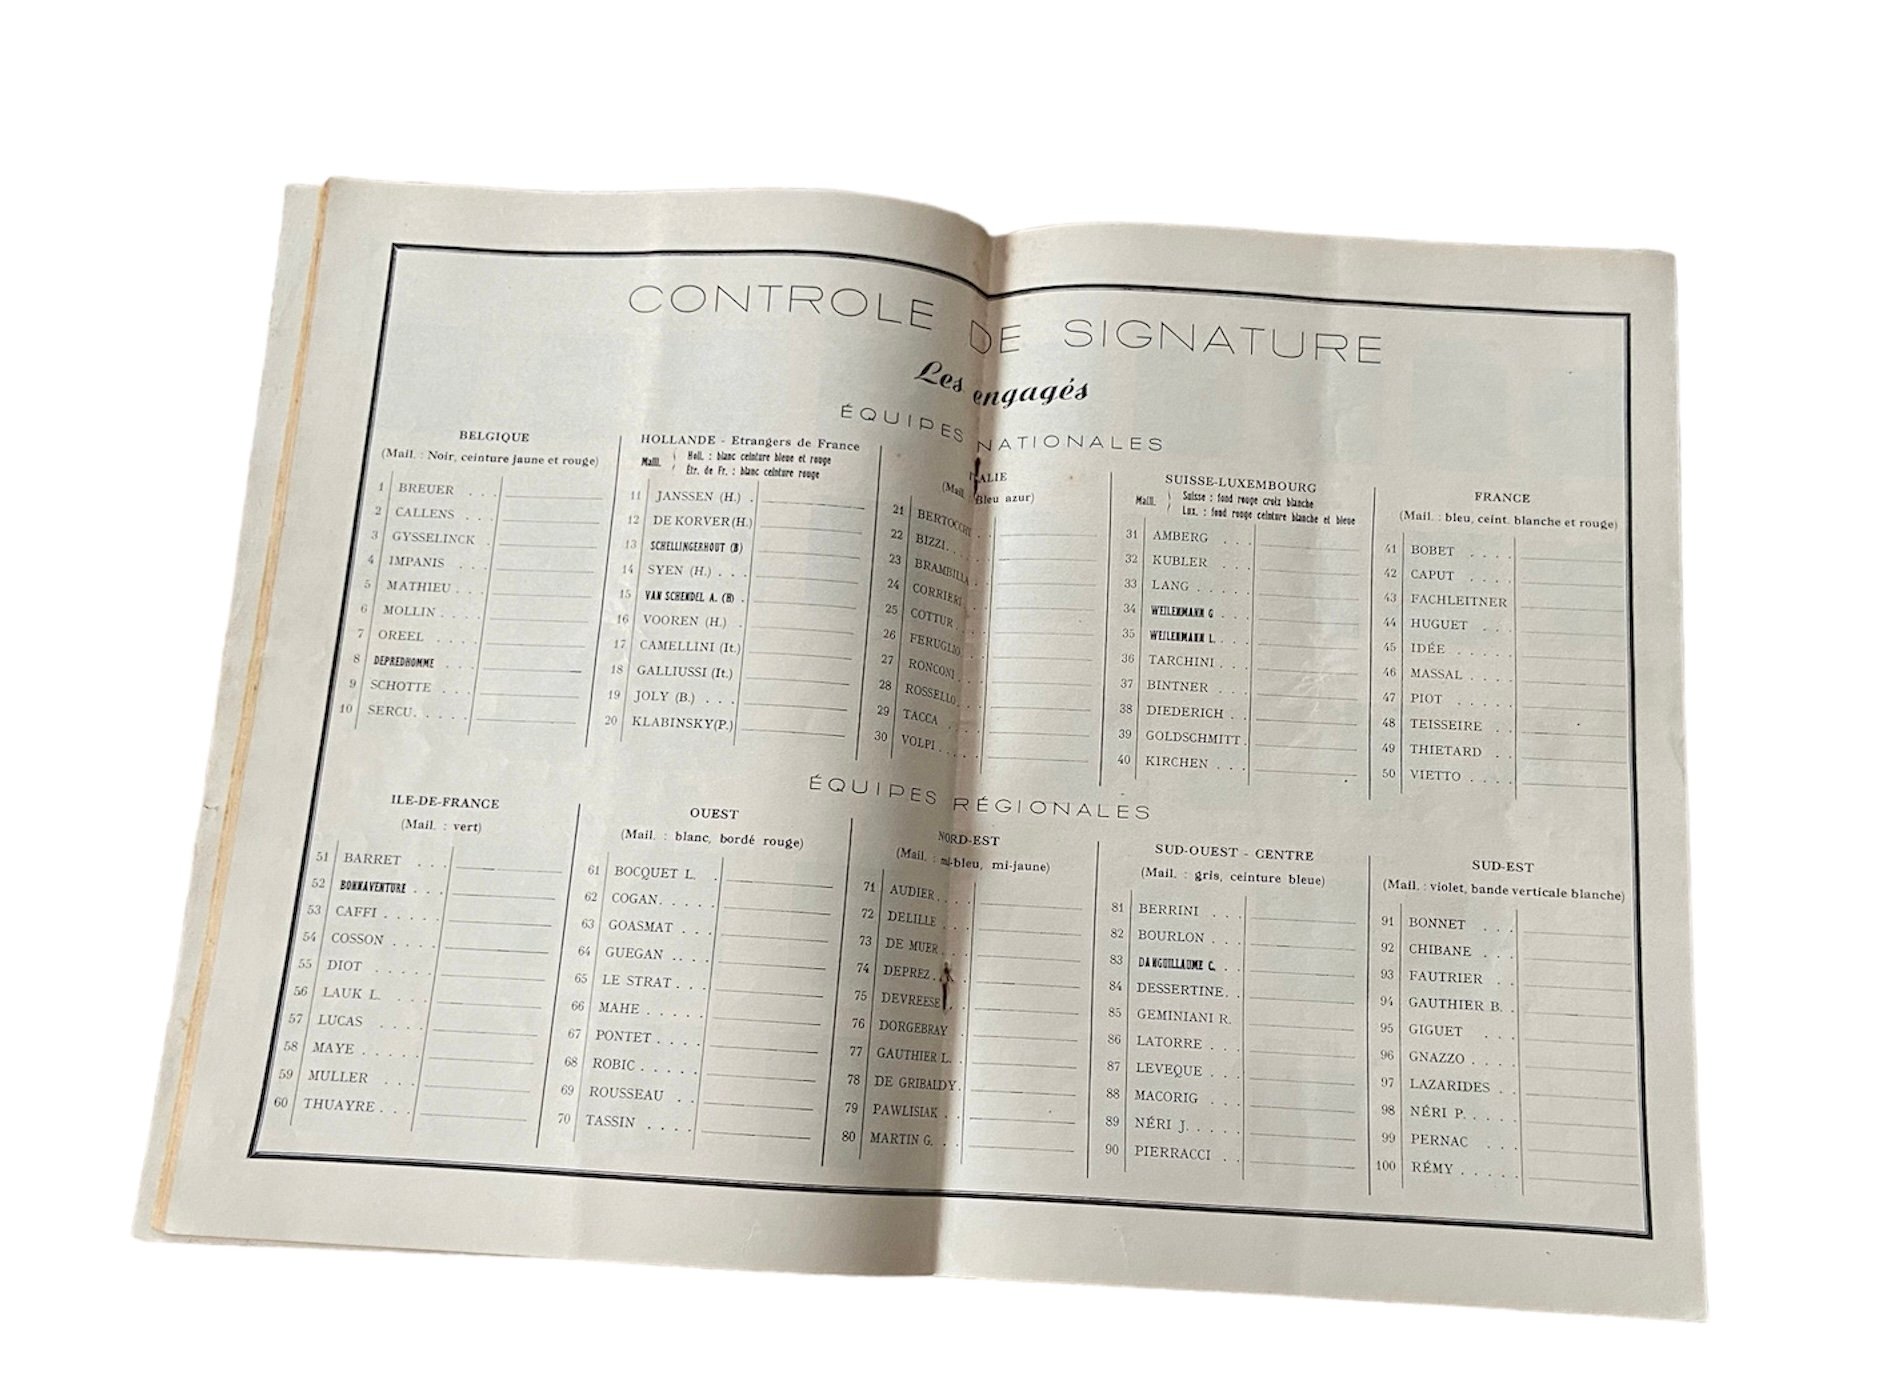 CONTROLE DE SIGNATURE
Les engagés
ÉQUIPES NATIONALES
BELGIQUE
(Mail. : Noir, ceinture jaune et rouge)
1 BREUER . . .
2 CALLENS . . .
3 GYSSELINCK .
4 IMPANIS . . .
5 MATHIEU . . .
6 MOLLIN . . . .
7 OREEL . . . .
8 DEPREDHOMME . . .
9 SCHOTTE . . .
10 SERCU. . . . .
HOLLANDE - Etrangers de France
Maill. Holl. : blanc ceinture bleue et rouge
Étr. de Fr. : blanc ceinture rouge
11 JANSSEN (H.) .
12 DE KORVER (H.)
13 SCHELLINGERHOUT (H)
14 SYEN (H.) . . .
15 VAN SCHENDEL A. (H) .
16 VOOREN (H.) .
17 CAMELLINI (It.)
18 GALLIUSSI (It.)
19 JOLY (B.) . . .
20 KLABINSKY(P.)
ITALIE
(Mail. : Bleu azur)
21 BERTOCCHI . .
22 BIZZI. . . .
23 BRAMBILLA . .
24 CORRIERI . .
25 COTTUR . . .
26 FERUGLIO . .
27 RONCONI . .
28 ROSSELLO . .
29 TACCA . . .
30 VOLPI . . . .
SUISSE-LUXEMBOURG
Maill. Suisse : fond rouge croix blanche
Lux. : fond rouge ceinture blanche et bleue
31 AMBERG . . .
32 KUBLER . . .
33 LANG . . . . .
34 WEILENMANN G . . .
35 WEILENMANN L. . . .
36 TARCHINI . . .
37 BINTNER . . .
38 DIEDERICH . .
39 GOLDSCHMITT .
40 KIRCHEN . . .
FRANCE
(Mail. : bleu, ceint. blanche et rouge)
41 BOBET . . . .
42 CAPUT . . . .
43 FACHLEITNER
44 HUGUET . . .
45 IDÉE . . . . .
46 MASSAL . . . .
47 PIOT . . . . .
48 TEISSEIRE . .
49 THIETARD . .
50 VIETTO . . . .
ÉQUIPES RÉGIONALES
ILE-DE-FRANCE
(Mail. : vert)
51 BARRET . . .
52 BONNAVENTURE . . .
53 CAFFI . . . . .
54 COSSON . . . .
55 DIOT . . . . .
56 LAUK L. . . .
57 LUCAS . . . .
58 MAYE . . . . .
59 MULLER . . .
60 THUAYRE . . .
OUEST
(Mail. : blanc, bordé rouge)
61 BOCQUET L. .
62 COGAN. . . . .
63 GOASMAT . . .
64 GUEGAN . . . .
65 LE STRAT . . .
66 MAHE . . . . .
67 PONTET . . . .
68 ROBIC . . . . .
69 ROUSSEAU . .
70 TASSIN . . . .
NORD-EST
(Mail. : mi-bleu, mi-jaune)
71 AUDIER . . . .
72 DELILLE . . .
73 DE MUER . .
74 DEPREZ . . .
75 DEVREESE . .
76 DORGEBRAY .
77 GAUTHIER L. .
78 DE GRIBALDY .
79 PAWLISIAK . .
80 MARTIN G. . .
SUD-OUEST - CENTRE
(Mail. : gris, ceinture bleue)
81 BERRINI . . .
82 BOURLON . . .
83 DANGUILLAUME C. . .
84 DESSERTINE. .
85 GEMINIANI R.
86 LATORRE . . .
87 LEVEQUE . . .
88 MACORIG . . .
89 NÉRI J. . . . .
90 PIERRACCI . .
SUD-EST
(Mail. : violet, bande verticale blanche)
91 BONNET . . .
92 CHIBANE . . .
93 FAUTRIER . .
94 GAUTHIER B. .
95 GIGUET . . .
96 GNAZZO . . . .
97 LAZARIDES . .
98 NÉRI P. . . . .
99 PERNAC . . .
100 RÉMY . . . . .